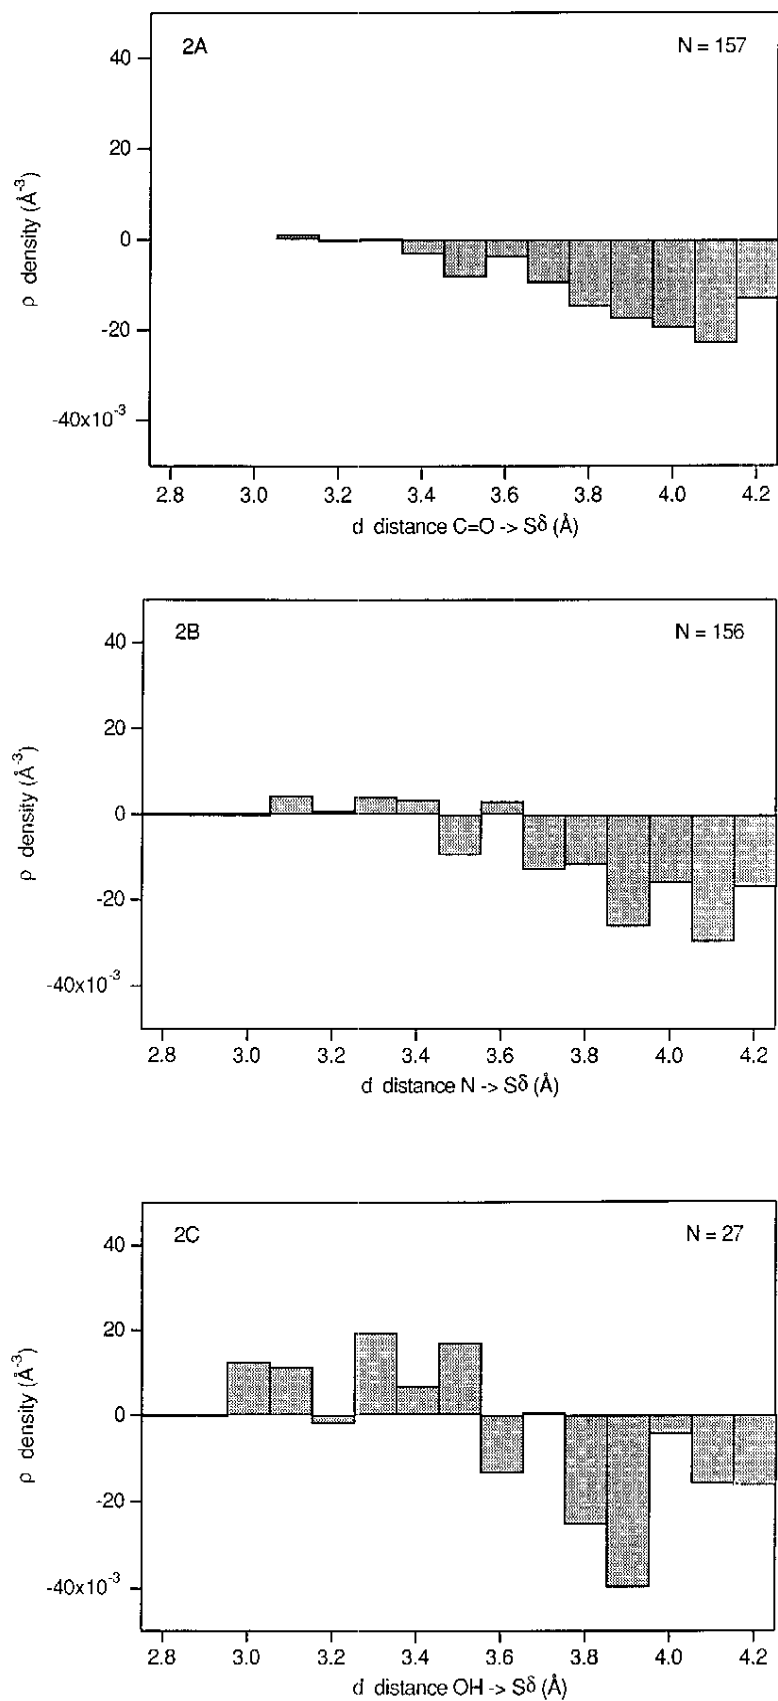 2A N = 157
40
20
0
-20
-40x10⁻³
ρ density (Å⁻³)
2.8 3.0 3.2 3.4 3.6 3.8 4.0 4.2
d distance C=O -> Sδ (Å)
2B N = 156
40
20
0
-20
-40x10⁻³
ρ density (Å⁻³)
2.8 3.0 3.2 3.4 3.6 3.8 4.0 4.2
d distance N -> Sδ (Å)
2C N = 27
40
20
0
-20
-40x10⁻³
ρ density (Å⁻³)
2.8 3.0 3.2 3.4 3.6 3.8 4.0 4.2
d distance OH -> Sδ (Å)